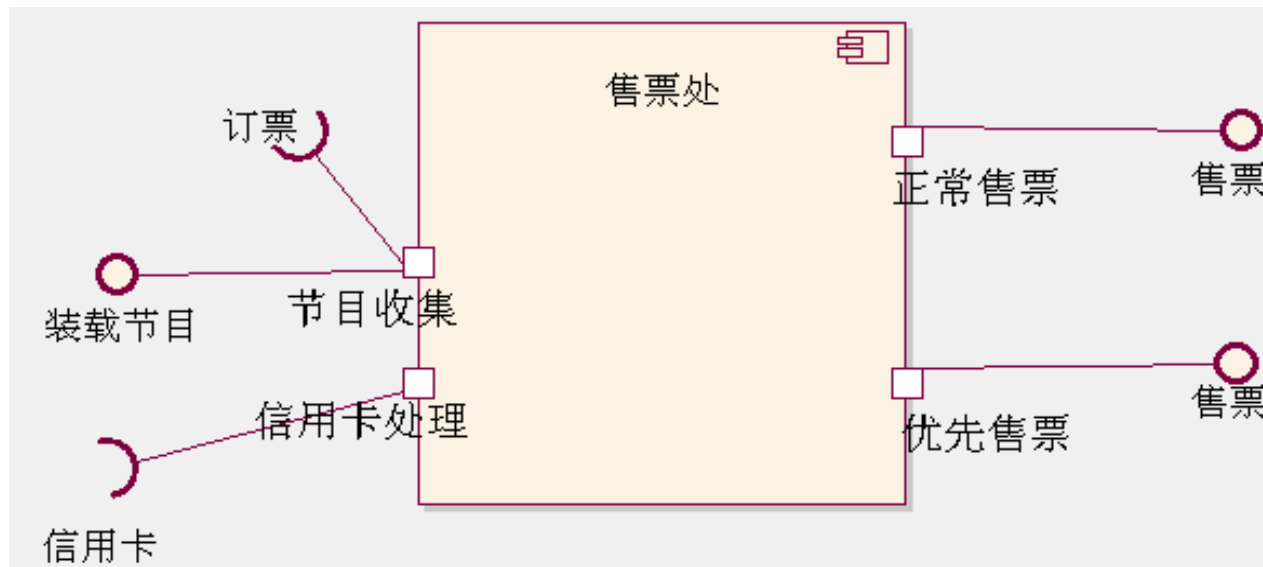 售票处
订票
正常售票
售票
节目收集
装载节目
信用卡处理
优先售票
售票
信用卡